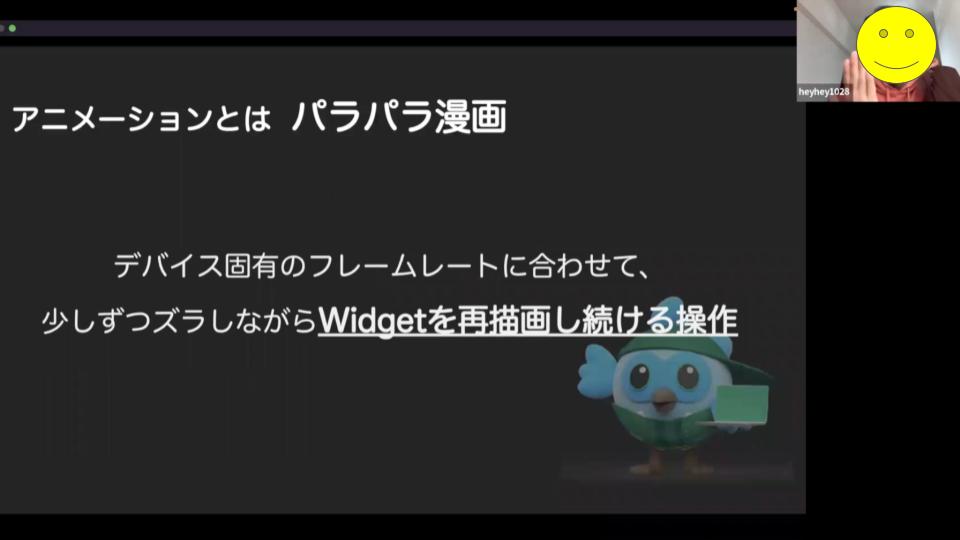 アニメーションとは パラパラ漫画
デバイス固有のフレームレートに合わせて、
少しずつズラしながらWidgetを再描画し続ける操作
heyhey1028